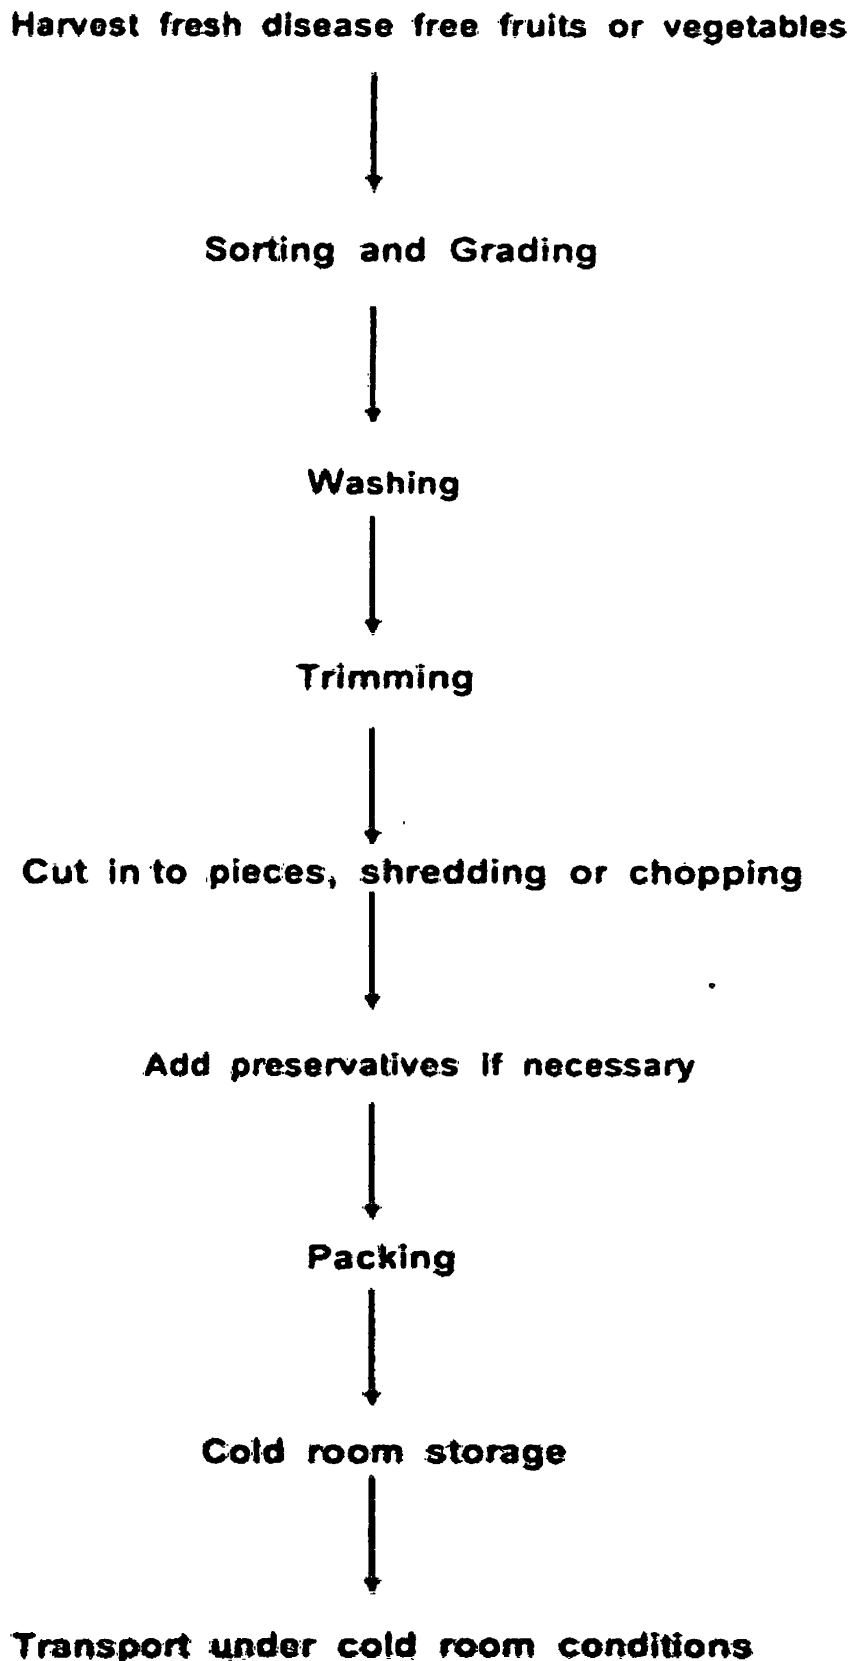 Harvest fresh disease free fruits or vegetables
Sorting and Grading
Washing
Trimming
Cut in to pieces, shredding or chopping
Add preservatives if necessary
Packing
Cold room storage
Transport under cold room conditions